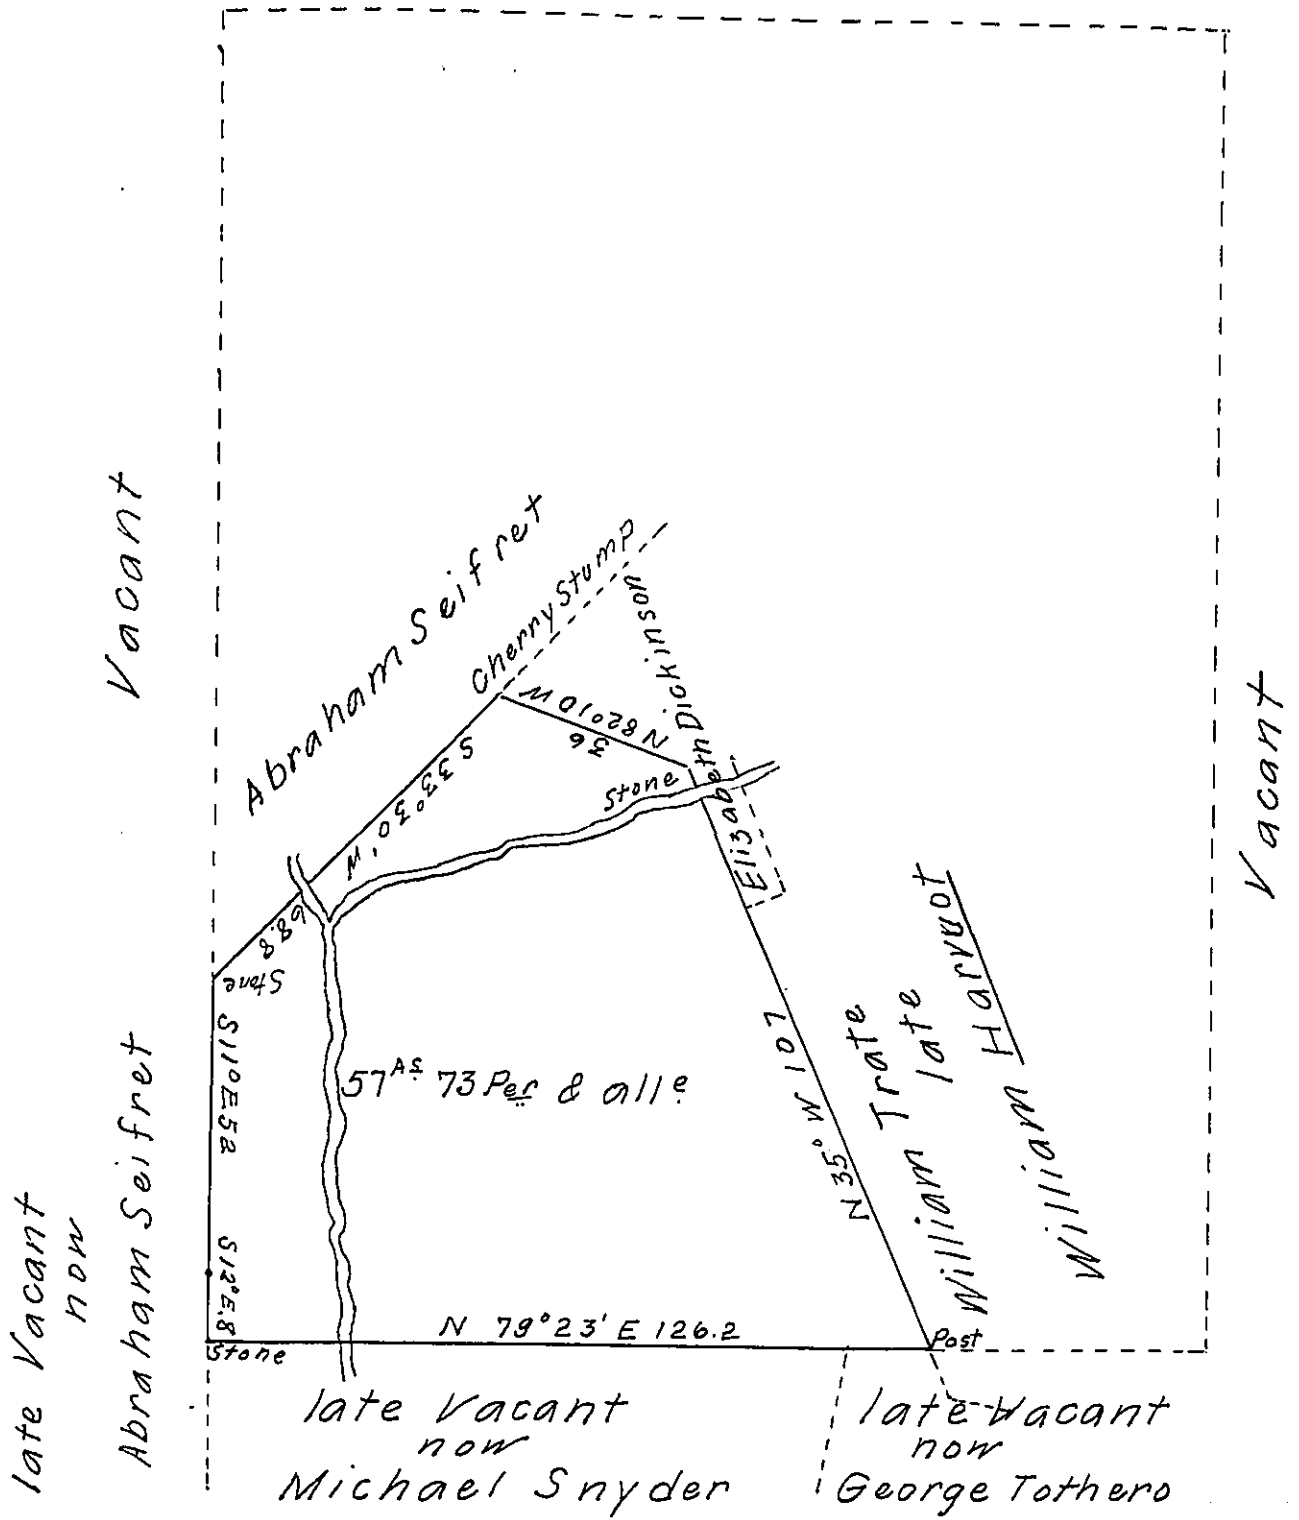 Vacant
Abraham Seifret
Cherry Stump
Elizabeth Dickinson
N 82°10 W
36
S 33°30' W
68.8
Stone
Stone
Vacant
S 11° E 52
57 As. 73 Per & alle.
N 35° W 107
William Trate
late
William Harvot
late Vacant
now
Abraham Seifret
S 12° E.8
Stone
N 79°23' E 126.2
Post
late Vacant
now
Michael Snyder
late Vacant
now
George Tothero